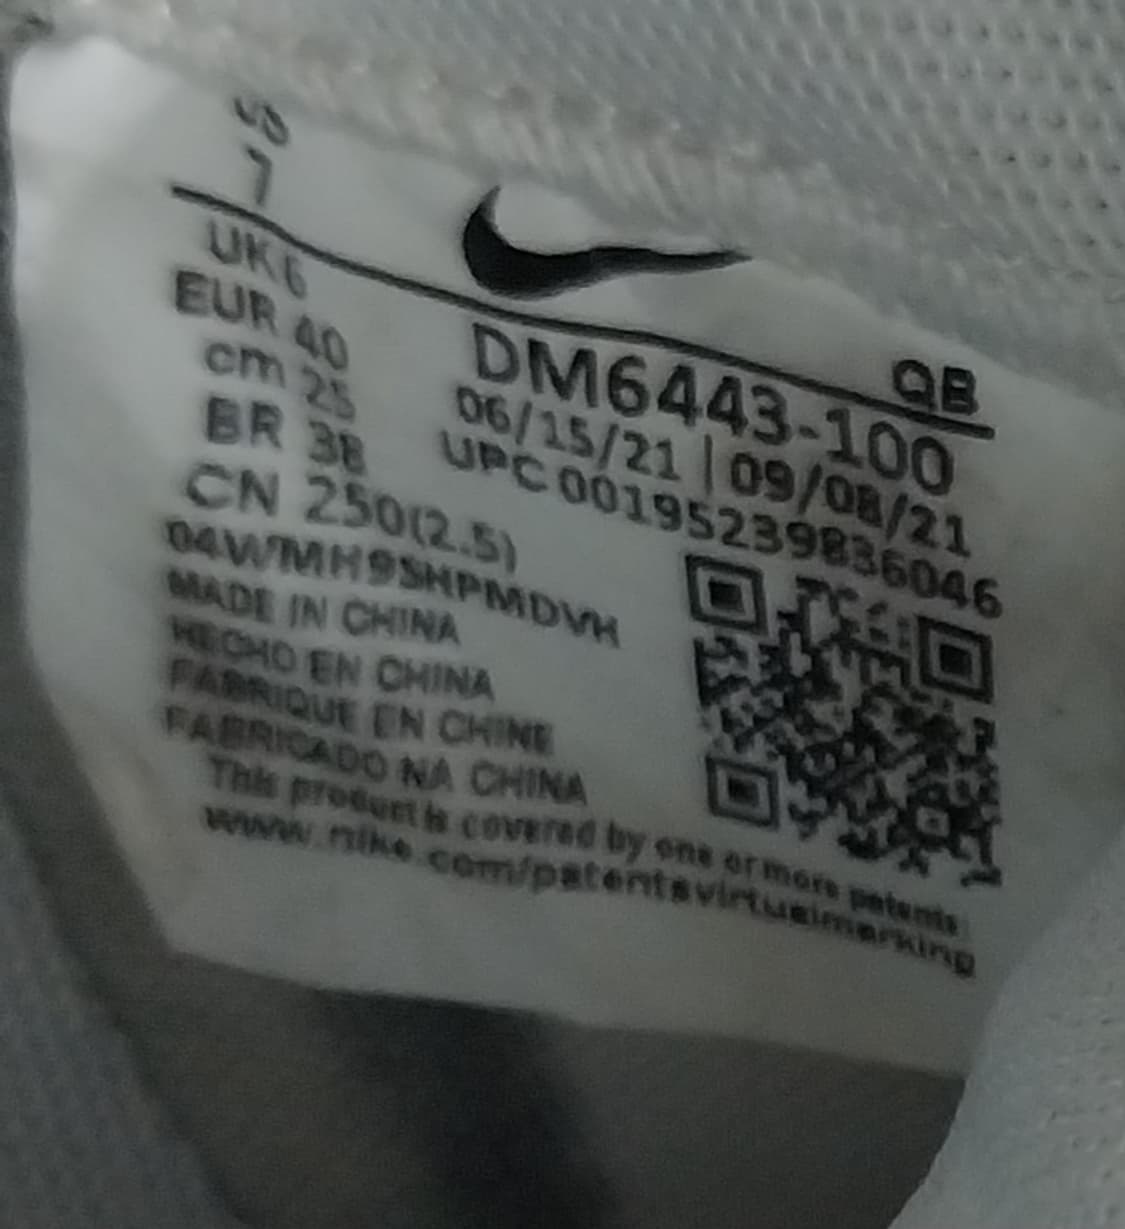 US
7
UK 6
EUR 40
cm 25
BR 38
CN 250(2.5)
QB
DM6443-100
06/15/21 | 09/08/21
UPC 00195239836046
04WMH9SHPMDVH
MADE IN CHINA
HECHO EN CHINA
FABRIQUE EN CHINE
FABRICADO NA CHINA
This product is covered by one or more patents
www.nike.com/patentsvirtualmarking